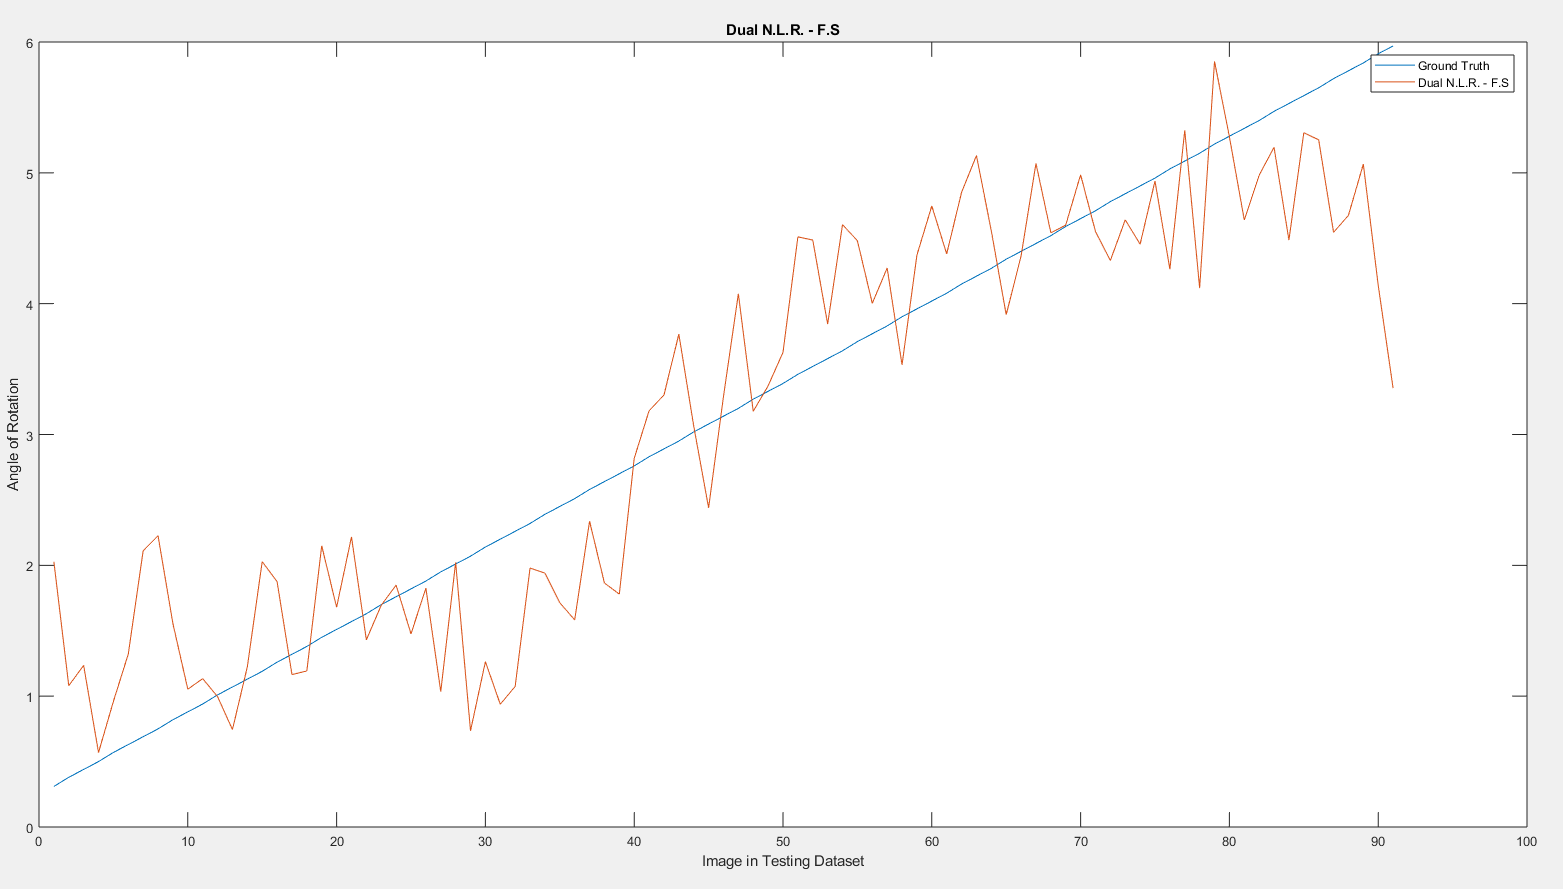 Dual N.L.R. - F.S
6
5
4
3
2
1
0
Angle of Rotation
Ground Truth
Dual N.L.R. - F.S
0 10 20 30 40 50 60 70 80 90 100
Image in Testing Dataset